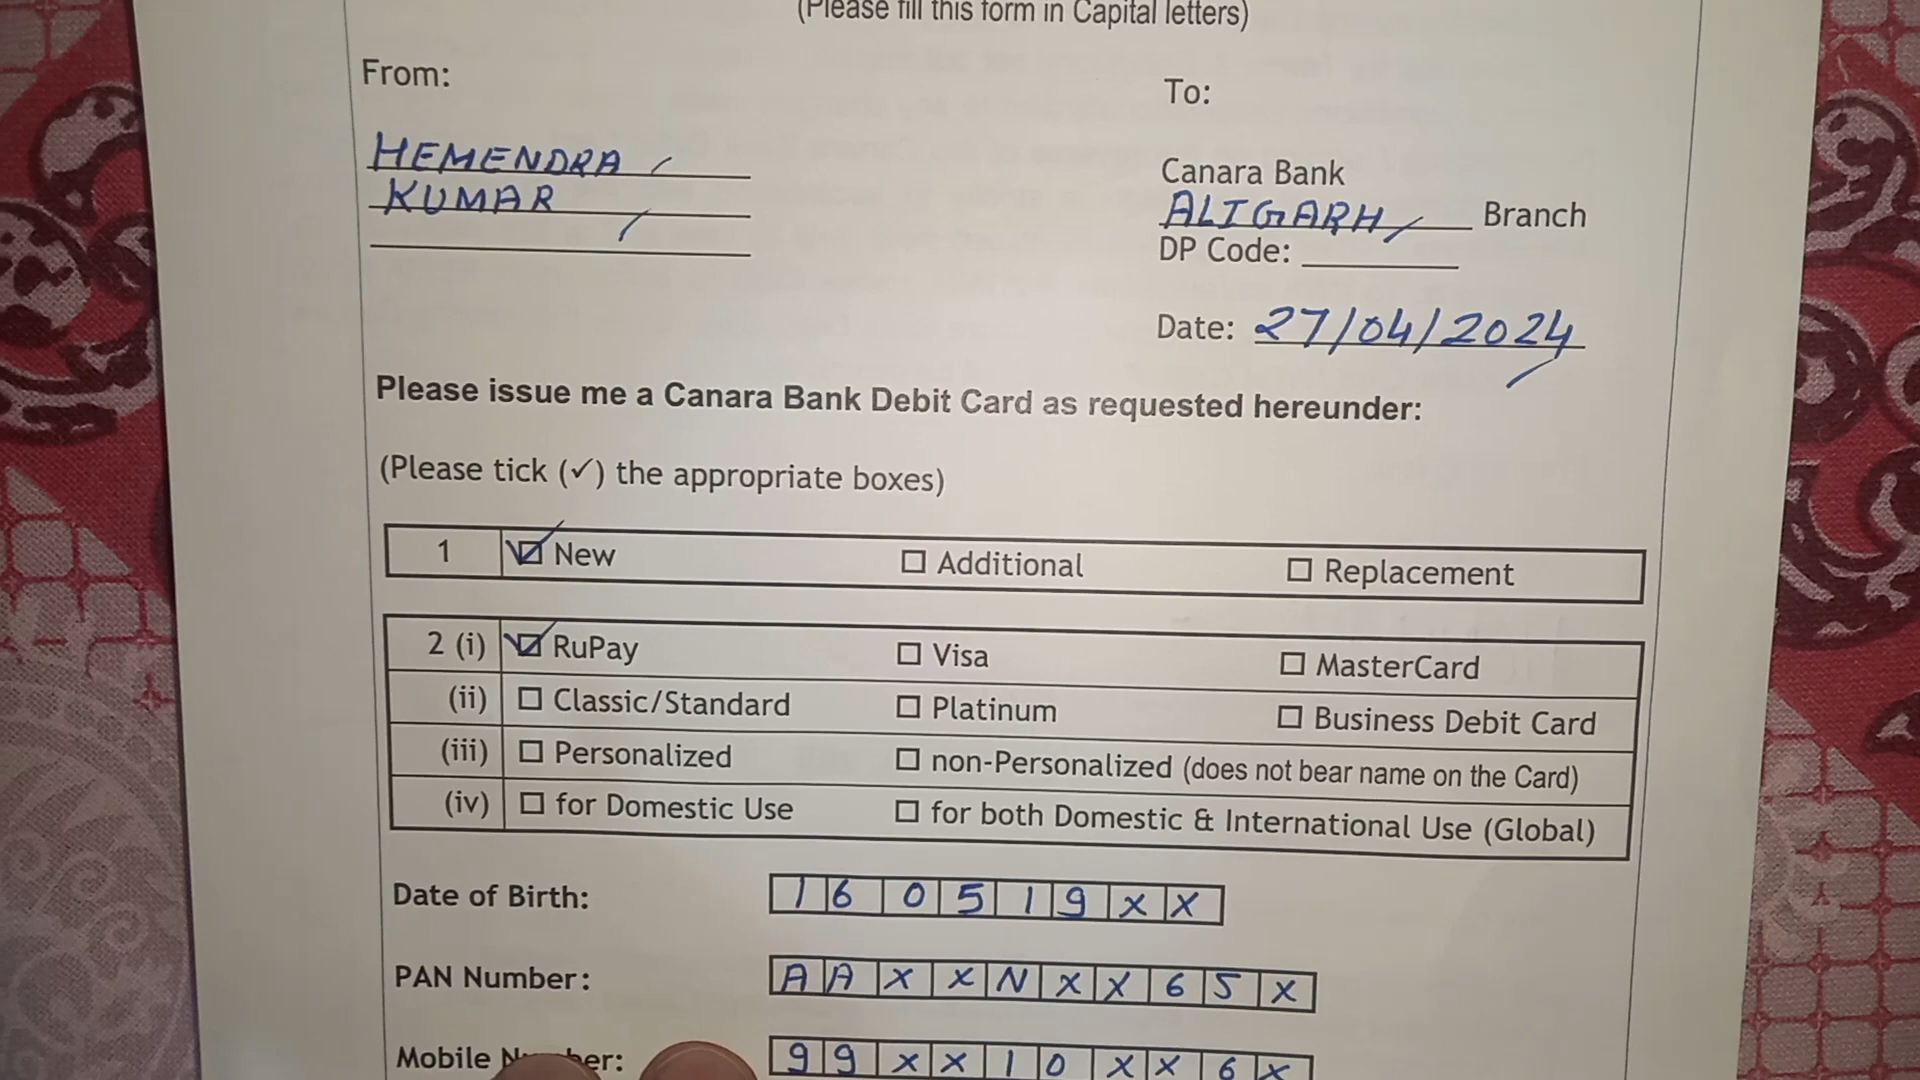 (Please fill this form in Capital letters)
From:
To:
HEMENDRA
KUMAR
Canara Bank
ALIGARH Branch
DP Code:
Date: 27/04/2024
Please issue me a Canara Bank Debit Card as requested hereunder:
(Please tick (✓) the appropriate boxes)
1 ☑ New ☐ Additional ☐ Replacement
2 (i) ☑ RuPay ☐ Visa ☐ MasterCard
(ii) ☐ Classic/Standard ☐ Platinum ☐ Business Debit Card
(iii) ☐ Personalized ☐ non-Personalized (does not bear name on the Card)
(iv) ☐ for Domestic Use ☐ for both Domestic & International Use (Global)
Date of Birth: 1 6 0 5 1 9 X X
PAN Number: A A X X N X X 6 5 X
Mobile Number: 9 9 X X 1 0 X X 6 X